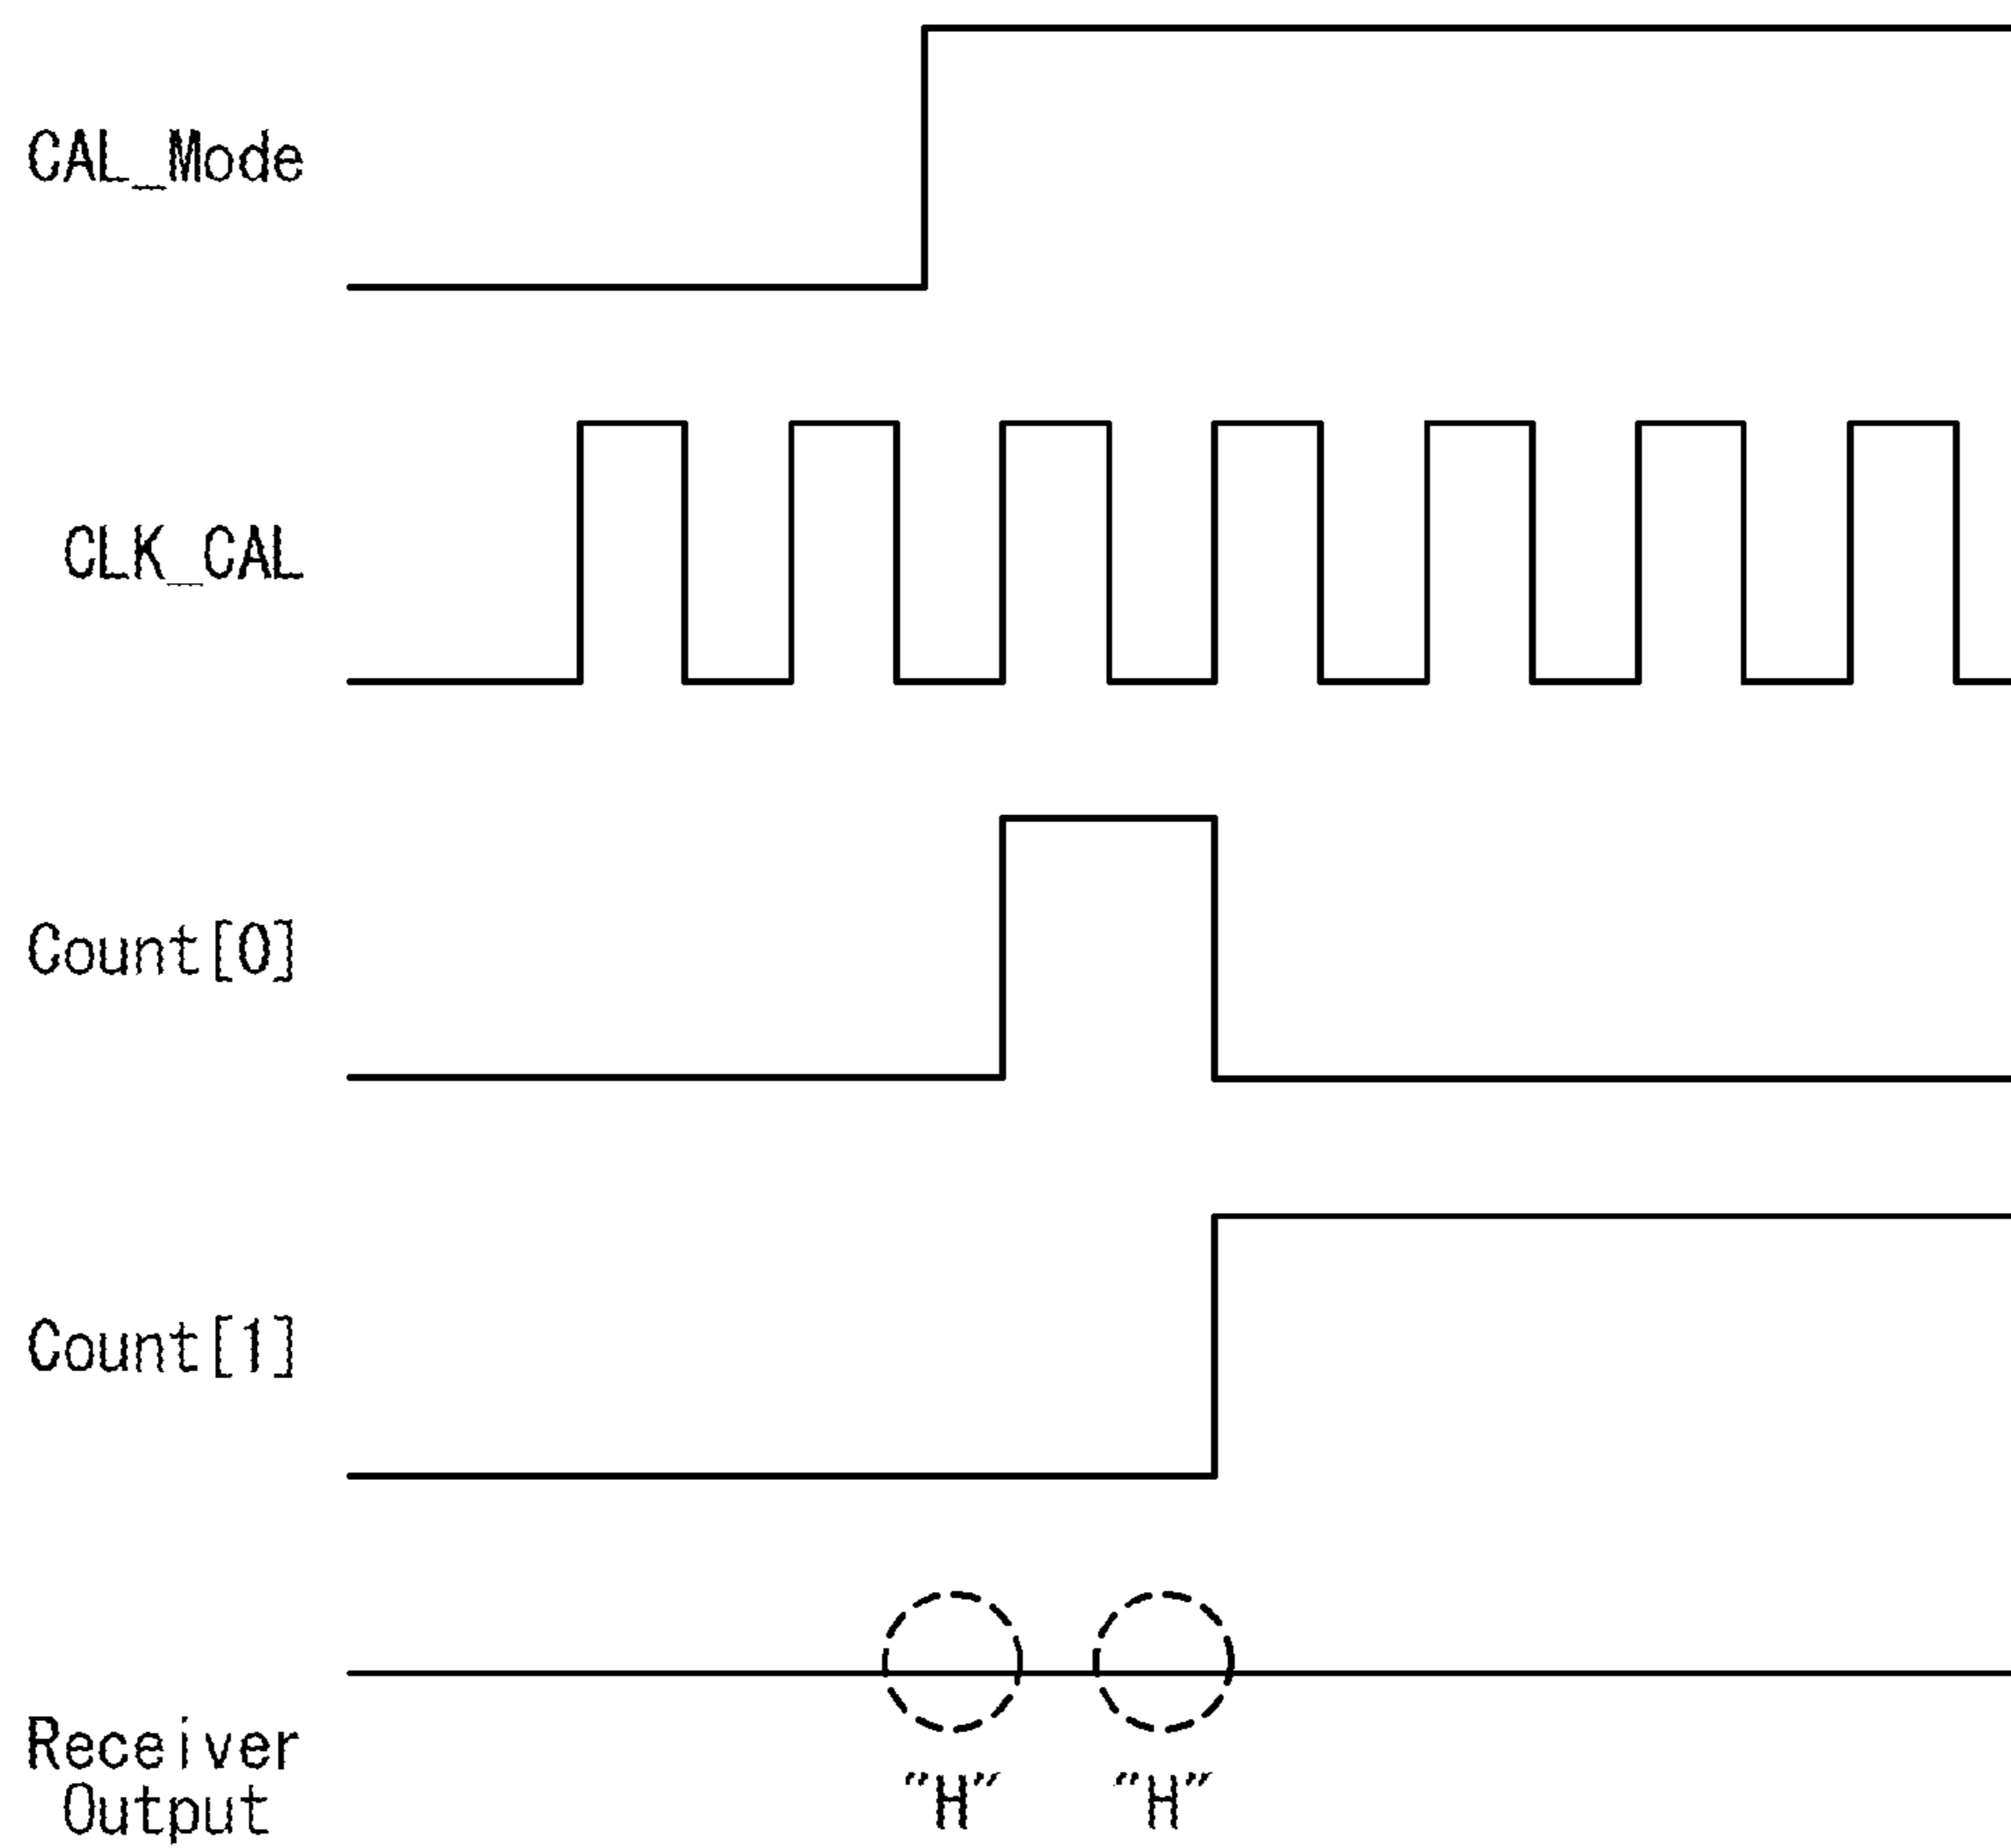 CAL_Mode
CLK_CAL
Count[0]
Count[1]
Receiver
Output
"H" "H"